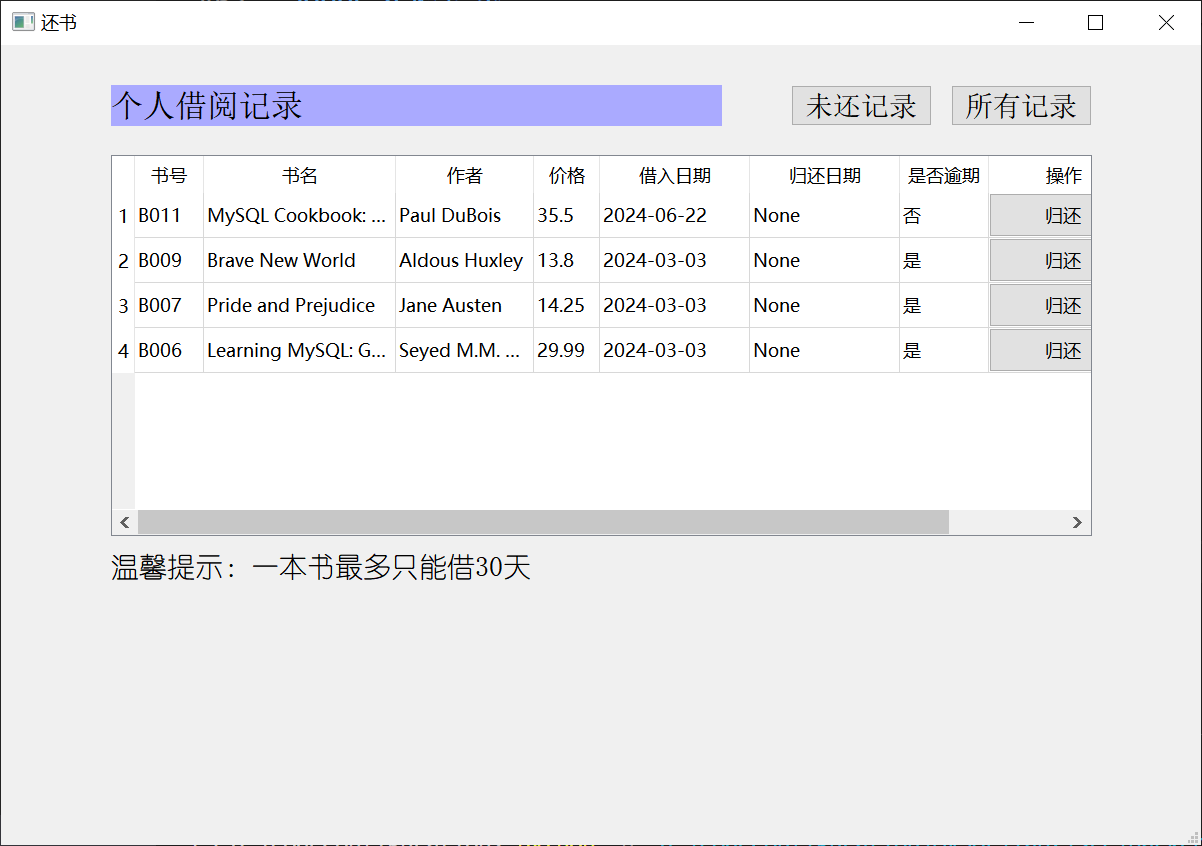 还书
个人借阅记录 未还记录 所有记录
书号 书名 作者 价格 借入日期 归还日期 是否逾期 操作
1 B011 MySQL Cookbook: ... Paul DuBois 35.5 2024-06-22 None 否 归还
2 B009 Brave New World Aldous Huxley 13.8 2024-03-03 None 是 归还
3 B007 Pride and Prejudice Jane Austen 14.25 2024-03-03 None 是 归还
4 B006 Learning MySQL: G... Seyed M.M. ... 29.99 2024-03-03 None 是 归还
温馨提示：一本书最多只能借30天